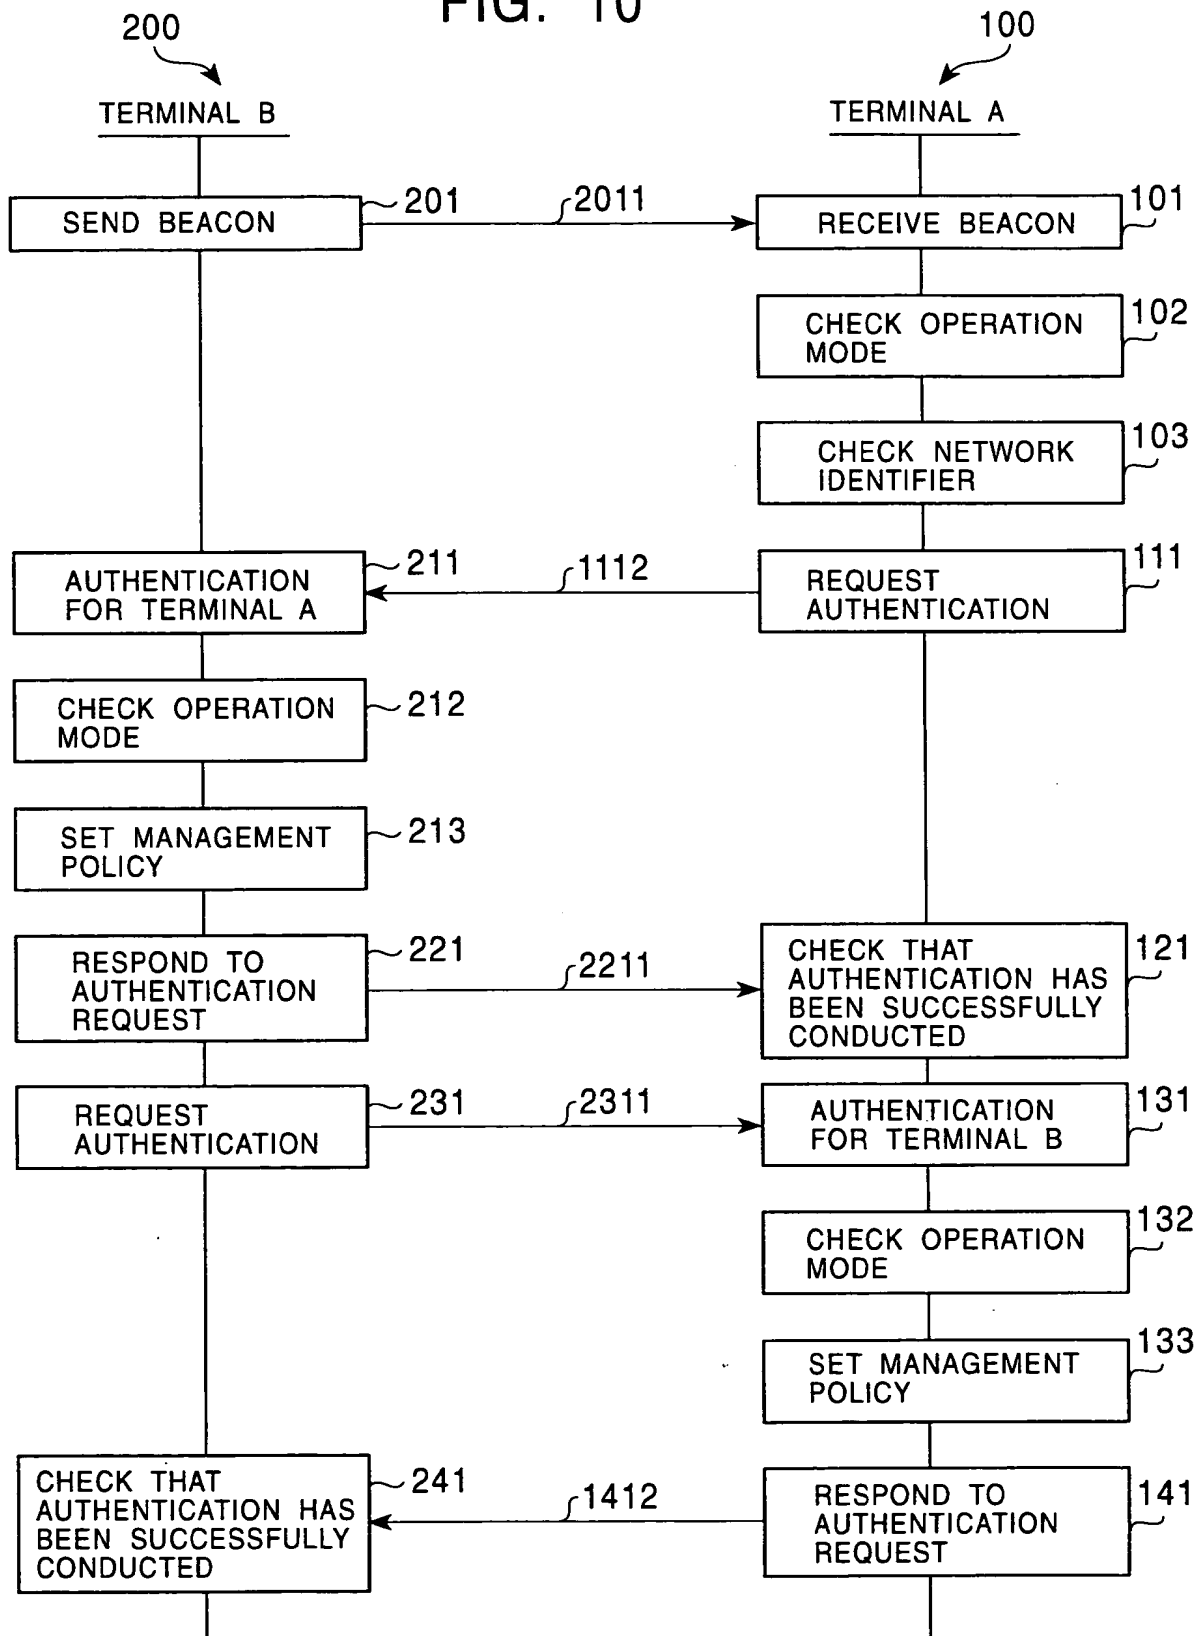 FIG. 10
200
100
TERMINAL B
TERMINAL A
SEND BEACON
201
2011
RECEIVE BEACON
101
CHECK OPERATION
MODE
102
CHECK NETWORK
IDENTIFIER
103
AUTHENTICATION
FOR TERMINAL A
211
1112
REQUEST
AUTHENTICATION
111
CHECK OPERATION
MODE
212
SET MANAGEMENT
POLICY
213
RESPOND TO
AUTHENTICATION
REQUEST
221
2211
CHECK THAT
AUTHENTICATION HAS
BEEN SUCCESSFULLY
CONDUCTED
121
REQUEST
AUTHENTICATION
231
2311
AUTHENTICATION
FOR TERMINAL B
131
CHECK OPERATION
MODE
132
SET MANAGEMENT
POLICY
133
CHECK THAT
AUTHENTICATION HAS
BEEN SUCCESSFULLY
CONDUCTED
241
1412
RESPOND TO
AUTHENTICATION
REQUEST
141